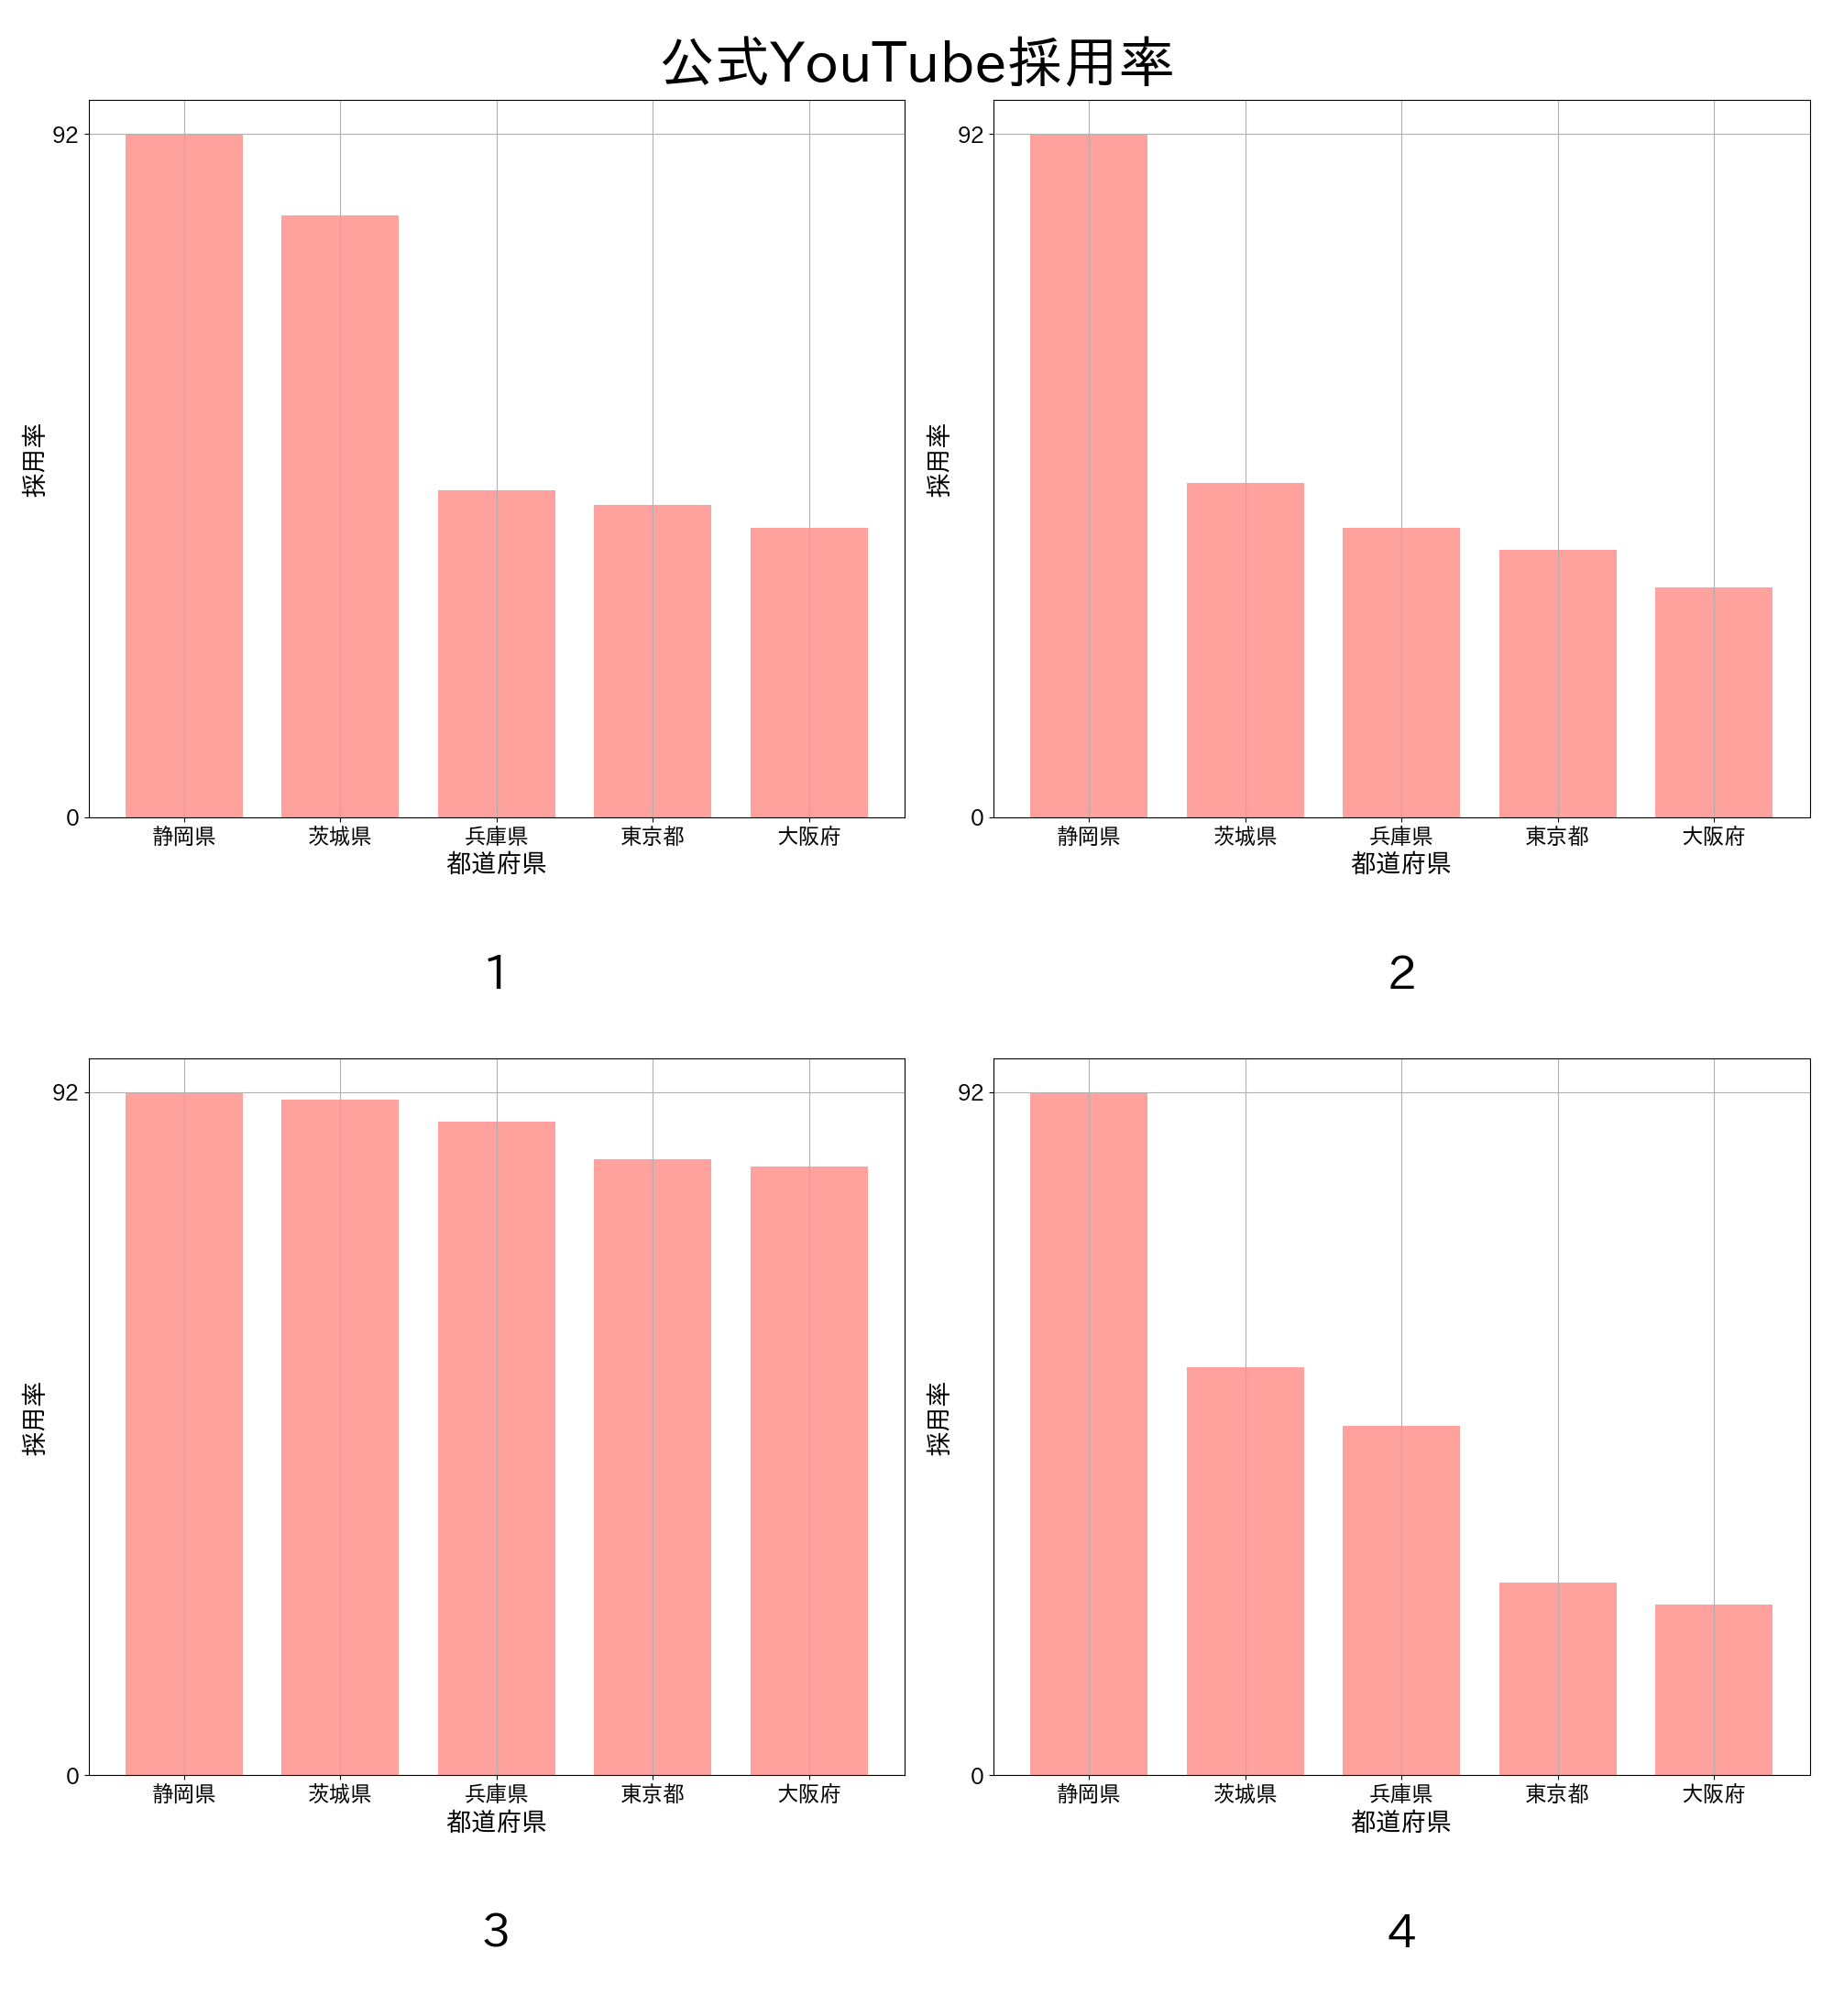 公式YouTube採用率
92
採用率
0
静岡県 茨城県 兵庫県 東京都 大阪府
都道府県
1
92
採用率
0
静岡県 茨城県 兵庫県 東京都 大阪府
都道府県
2
92
採用率
0
静岡県 茨城県 兵庫県 東京都 大阪府
都道府県
3
92
採用率
0
静岡県 茨城県 兵庫県 東京都 大阪府
都道府県
4